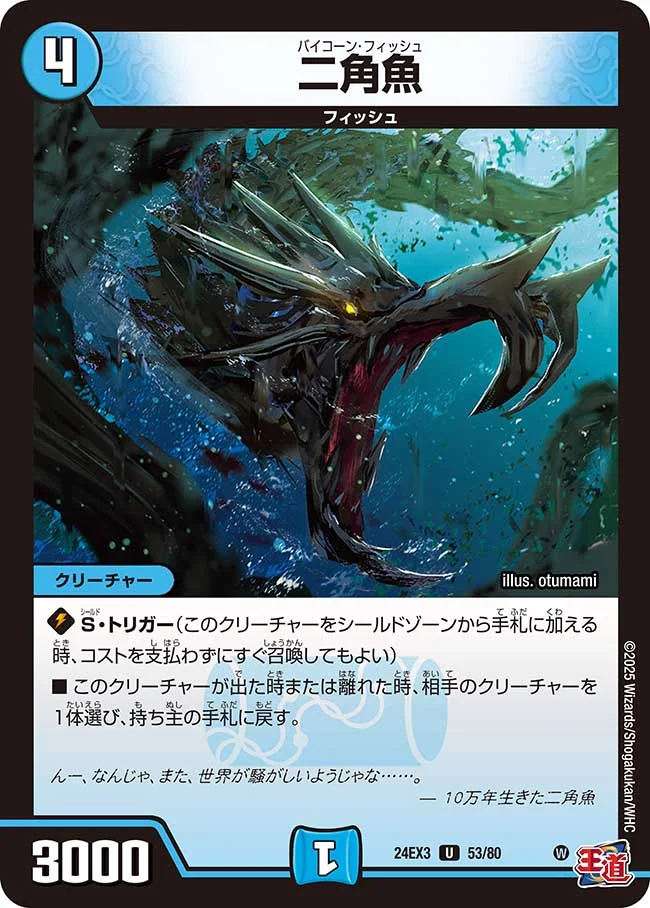 4
バイコーン・フィッシュ
二角魚
フィッシュ
クリーチャー
illus. otumami
シールド
S・トリガー(このクリーチャーをシールドゾーンから手札に加える
時、コストを支払わずにすぐ召喚してもよい)
■ このクリーチャーが出た時または離れた時、相手のクリーチャーを
1体選び、持ち主の手札に戻す。
んー、なんじゃ、また、世界が騒がしいようじゃな……。
— 10万年生きた二角魚
©2025 Wizards/Shogakukan/WHC
3000
1
24EX3 U 53/80
W
王道